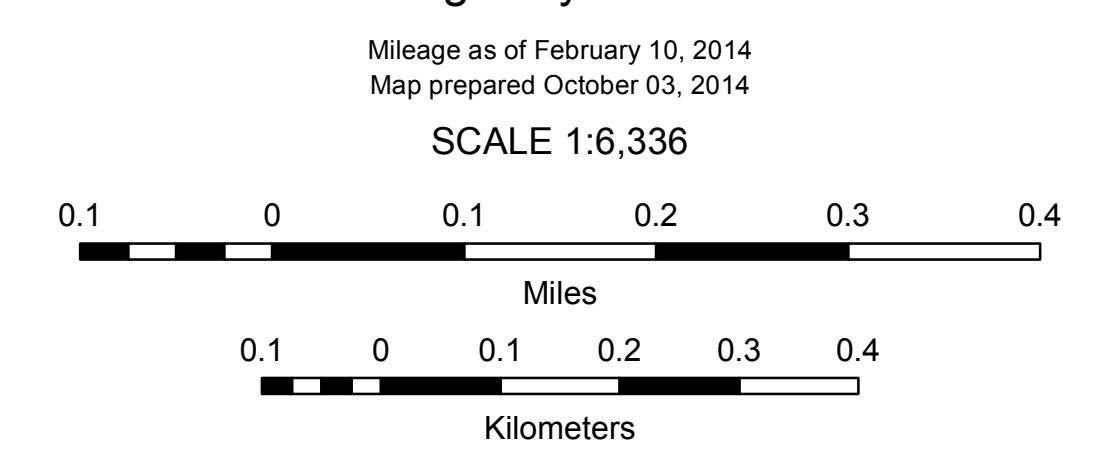 Mileage as of February 10, 2014
Map prepared October 03, 2014
SCALE 1:6,336
0.1 0 0.1 0.2 0.3 0.4
Miles
0.1 0 0.1 0.2 0.3 0.4
Kilometers